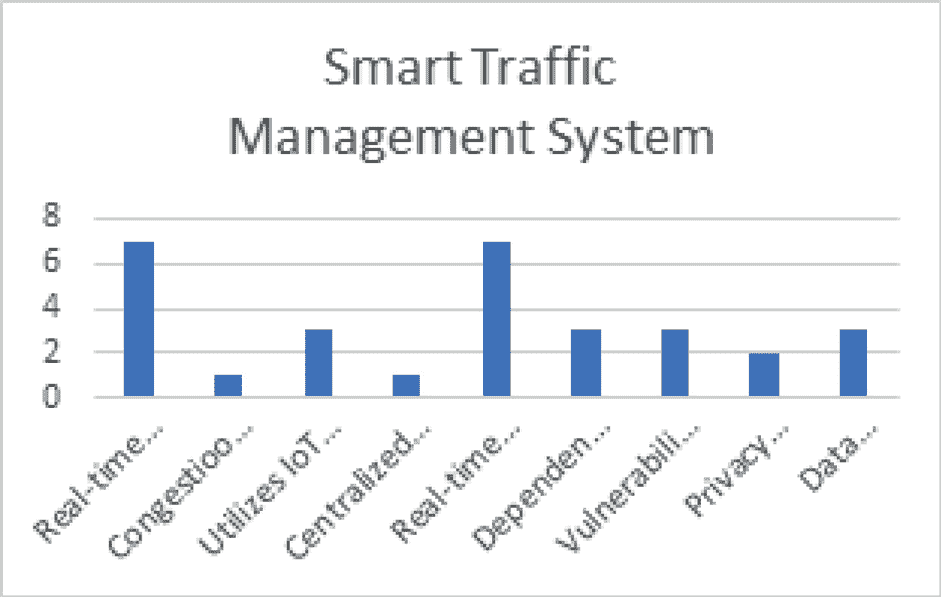 Smart Traffic
Management System
8
6
4
2
0
Real-time...
Congestioo...
Utilizes IoT...
Centralized...
Real-time...
Dependen...
Vulnerabili...
Privacy...
Data...